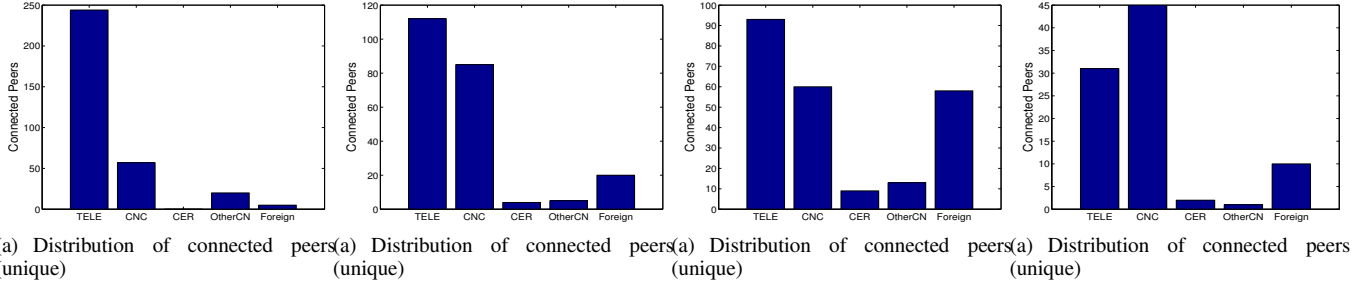 250
200
150
100
50
0
Connected Peers
TELE CNC CER OtherCN Foreign
(a) Distribution of connected peers
(unique)
120
100
80
60
40
20
0
Connected Peers
TELE CNC CER OtherCN Foreign
(a) Distribution of connected peers
(unique)
100
90
80
70
60
50
40
30
20
10
0
Connected Peers
TELE CNC CER OtherCN Foreign
(a) Distribution of connected peers
(unique)
45
40
35
30
25
20
15
10
5
0
Connected Peers
TELE CNC CER OtherCN Foreign
(a) Distribution of connected peers
(unique)